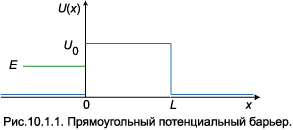 U(x)
U0
E
0
L
x
Рис.10.1.1. Прямоугольный потенциальный барьер.